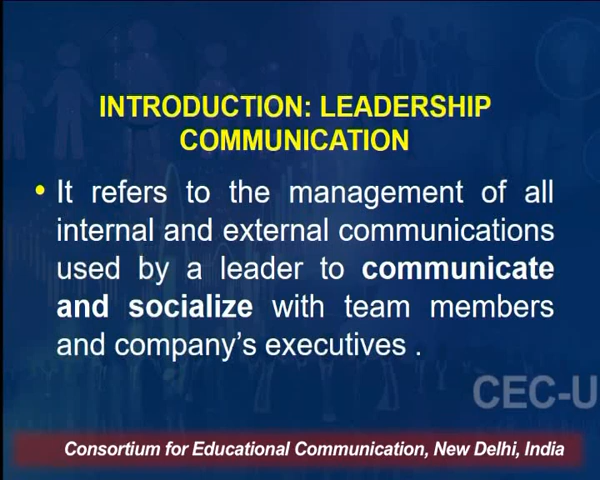 INTRODUCTION: LEADERSHIP
COMMUNICATION
• It refers to the management of all
internal and external communications
used by a leader to communicate
and socialize with team members
and company's executives .
CEC-U
Consortium for Educational Communication, New Delhi, India